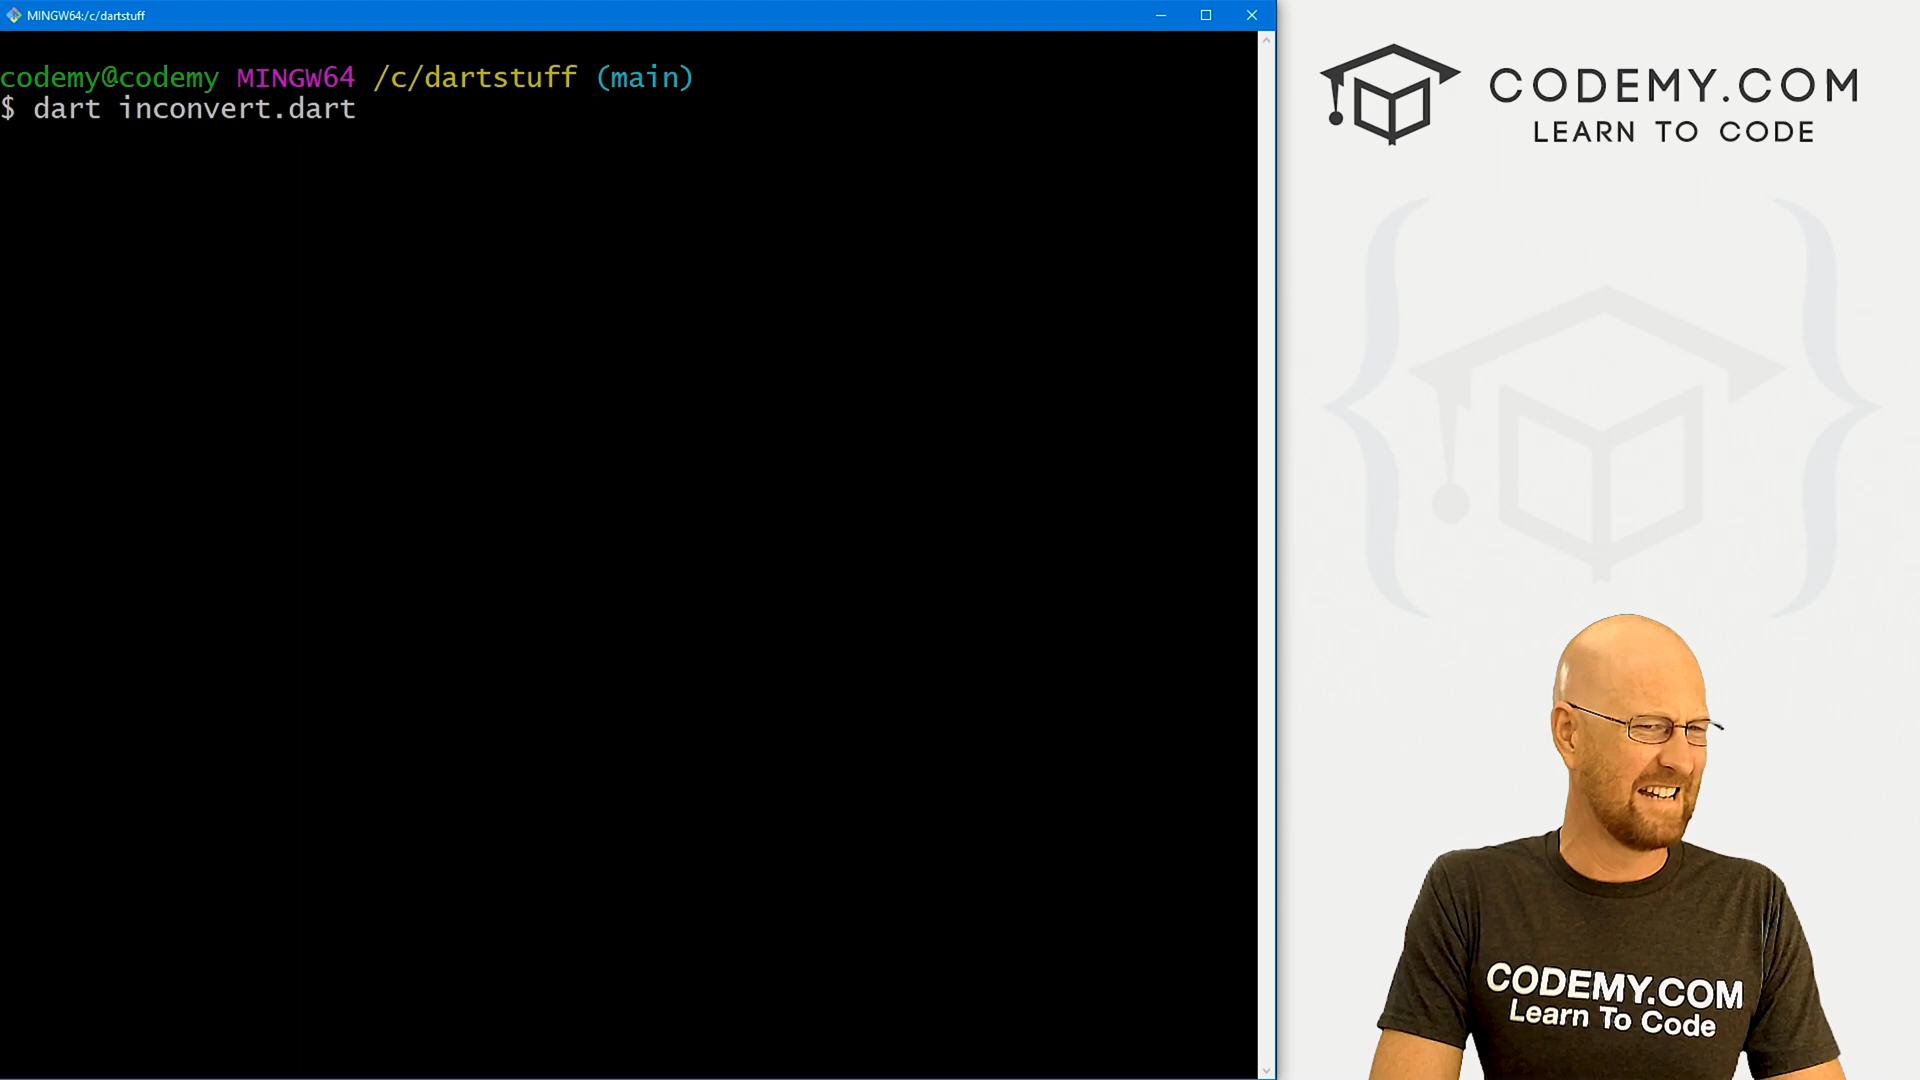 MINGW64:/c/dartstuff
codemy@codemy MINGW64 /c/dartstuff (main)
$ dart inconvert.dart
CODEMY.COM
LEARN TO CODE
CODEMY.COM
Learn To Code